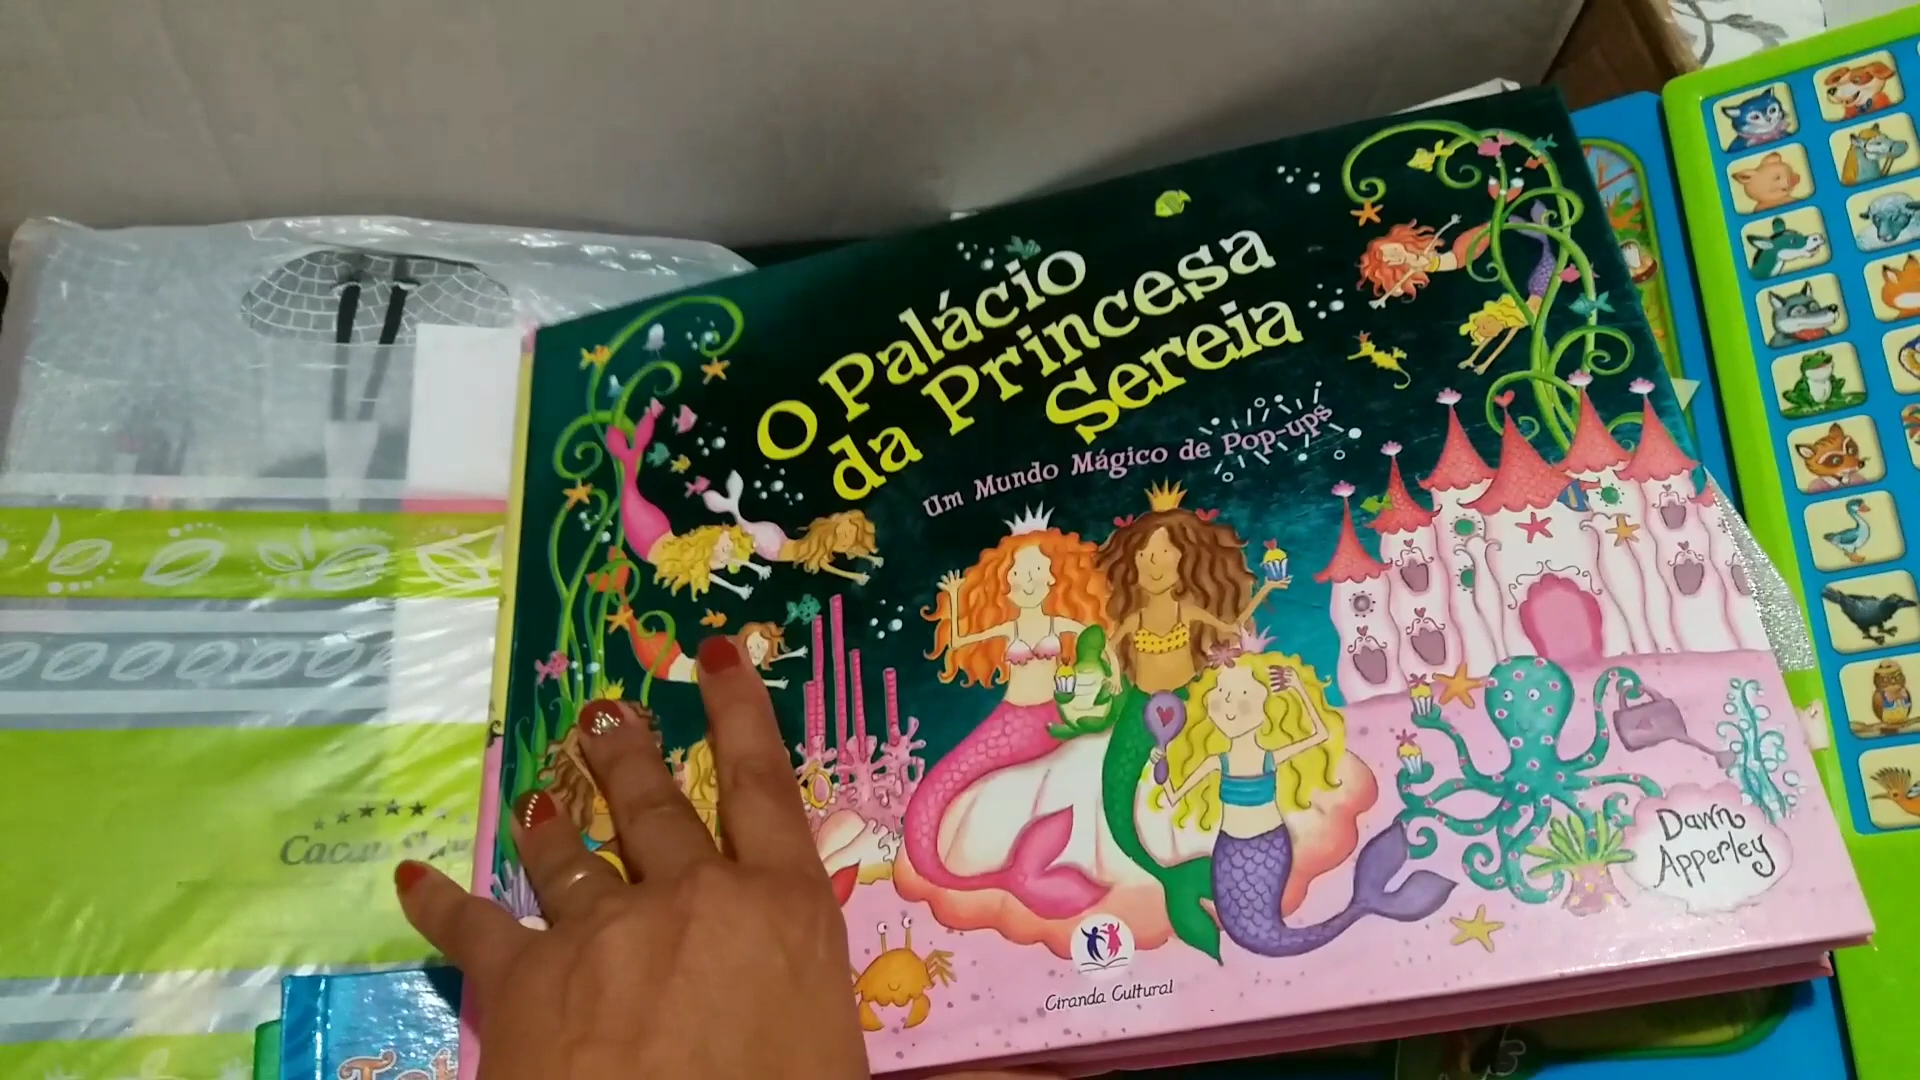 O Palácio
da Princesa
Sereia
Um Mundo Mágico de Pop-ups
Dawn
Apperley
Ciranda Cultural